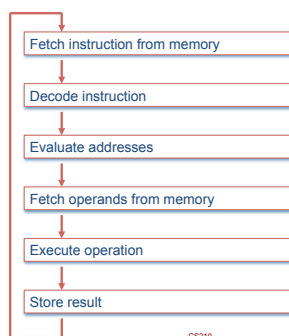 Fetch instruction from memory
Decode instruction
Evaluate addresses
Fetch operands from memory
Execute operation
Store result